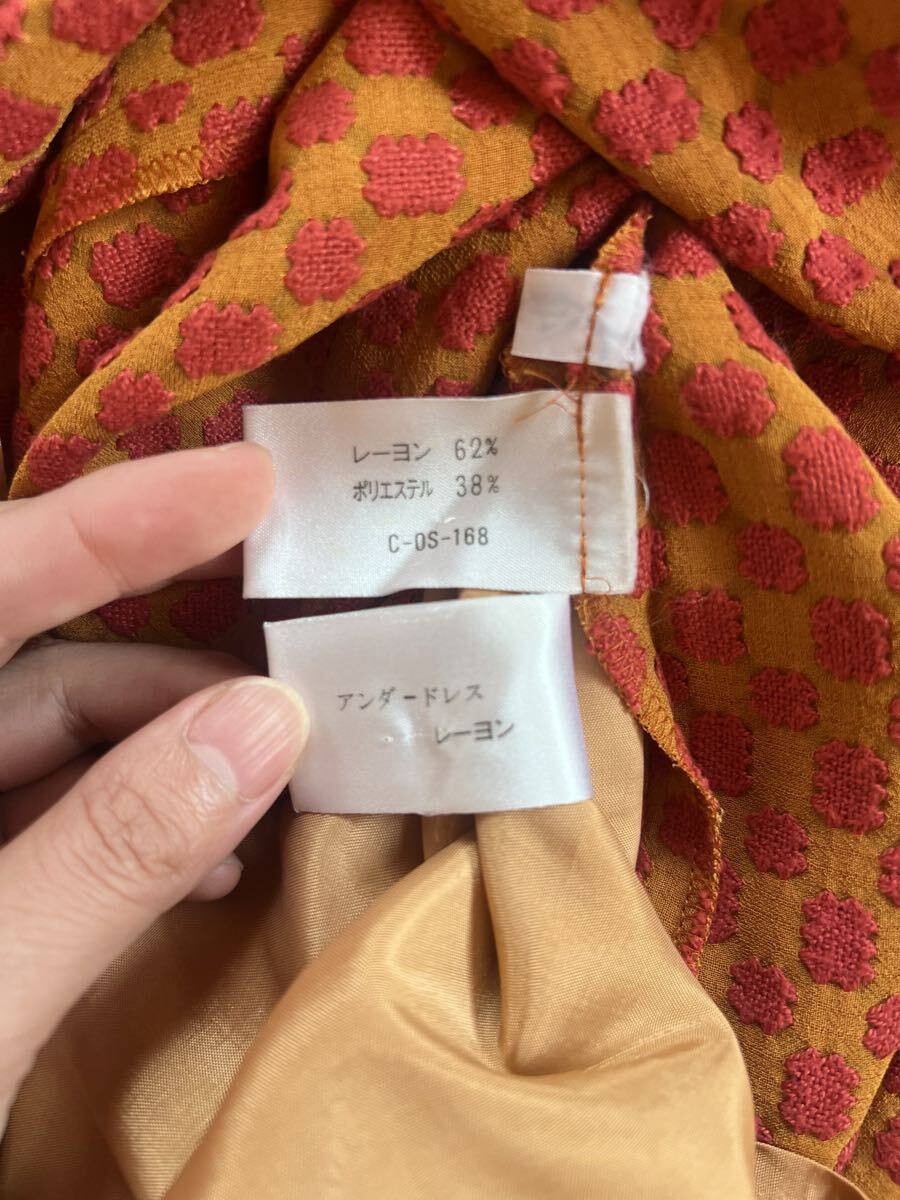 レーヨン 62%
ポリエステル 38%
C-OS-168
アンダードレス
レーヨン